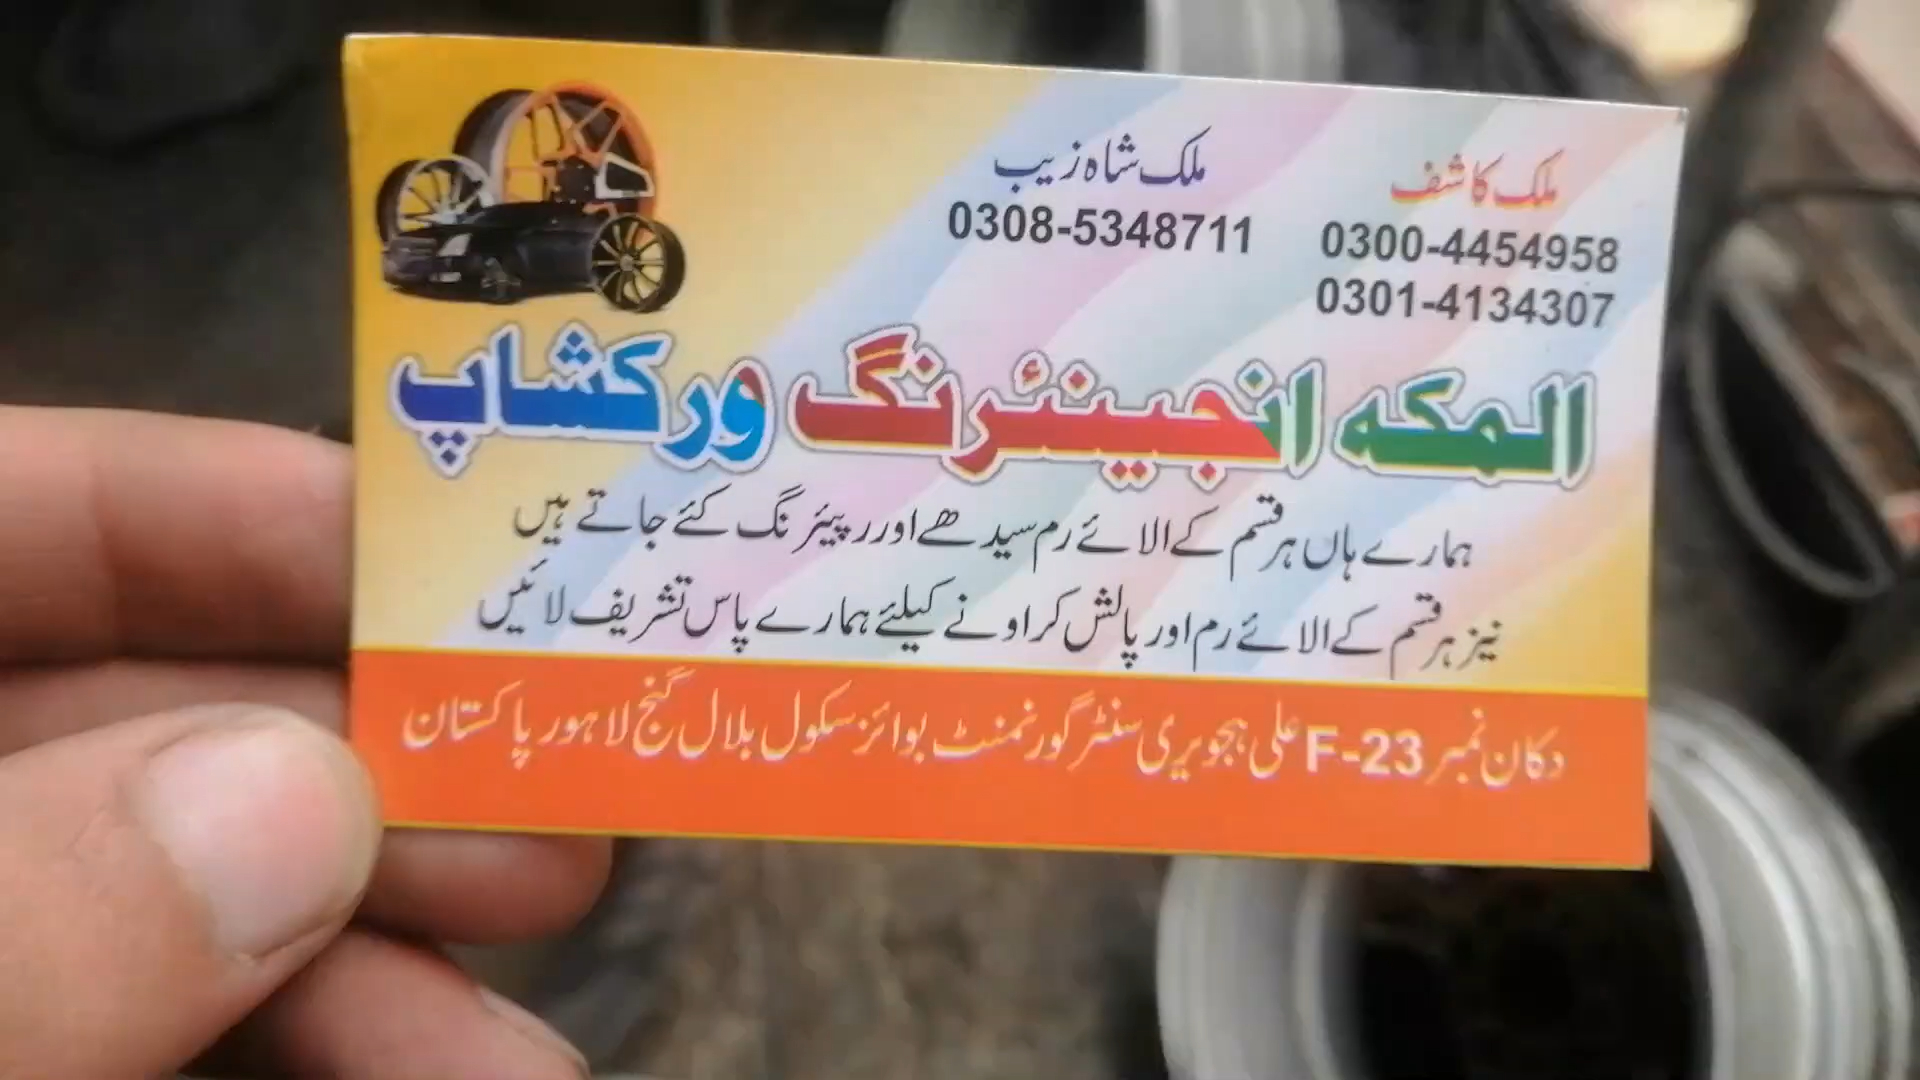 ملک کاشف
0300-4454958
0301-4134307
ملک شاہ زیب
0308-5348711
المکہ انجینئرنگ ورکشاپ
ہمارے ہاں ہر قسم کے الائے رم سیدھے اور رپیئرنگ کئے جاتے ہیں
نیز ہر قسم کے الائے رم اور پالش کراونے کیلئے ہمارے پاس تشریف لائیں
دکان نمبر F-23 علی ہجویری سنٹر گورنمنٹ بوائز سکول بلال گنج لاہور پاکستان